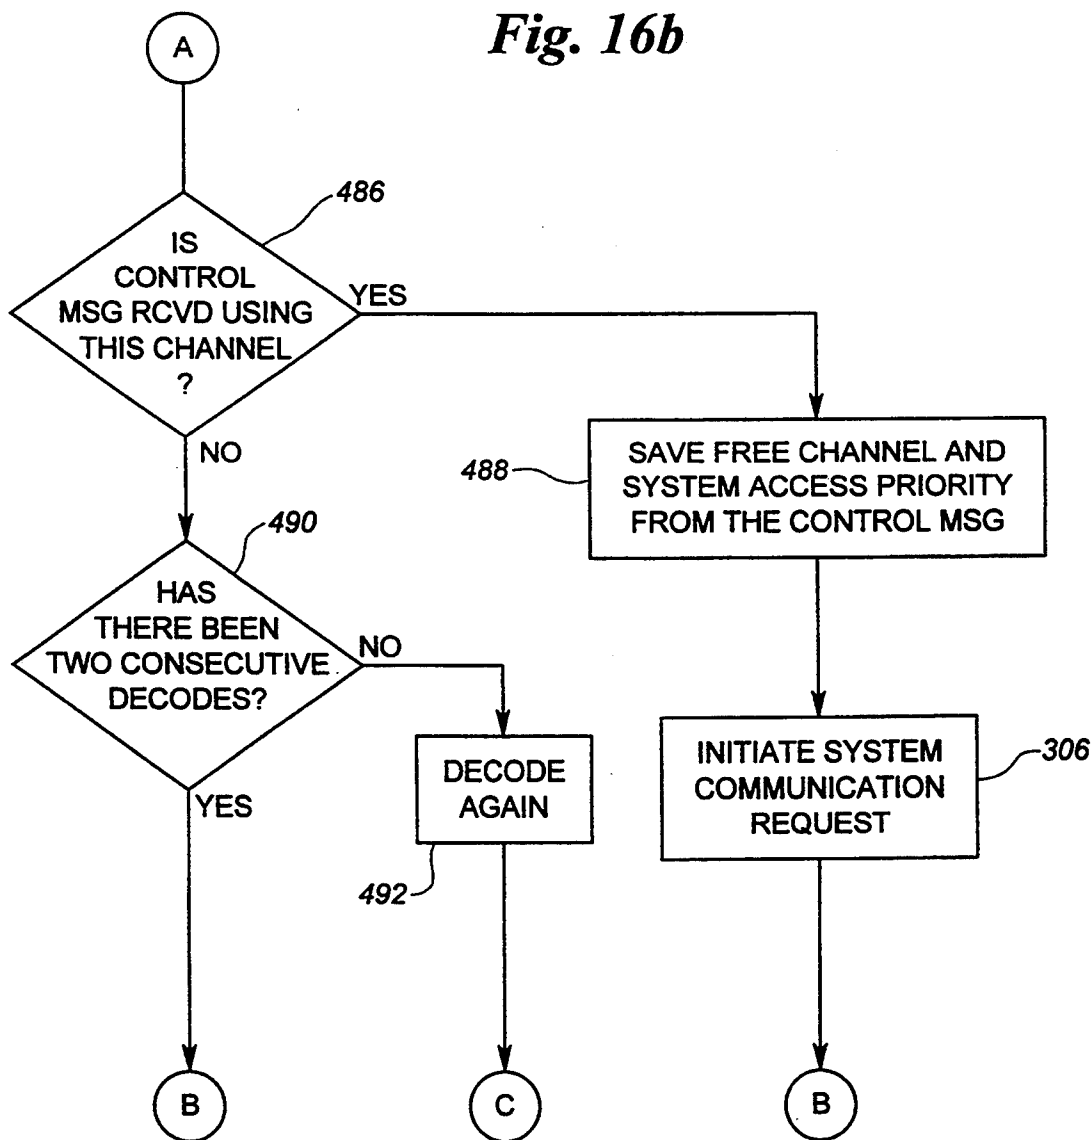 Fig. 16b
A
486
IS
CONTROL
MSG RCVD USING
THIS CHANNEL
?
YES
NO
488
SAVE FREE CHANNEL AND
SYSTEM ACCESS PRIORITY
FROM THE CONTROL MSG
490
HAS
THERE BEEN
TWO CONSECUTIVE
DECODES?
NO
YES
DECODE
AGAIN
492
INITIATE SYSTEM
COMMUNICATION
REQUEST
306
B
C
B